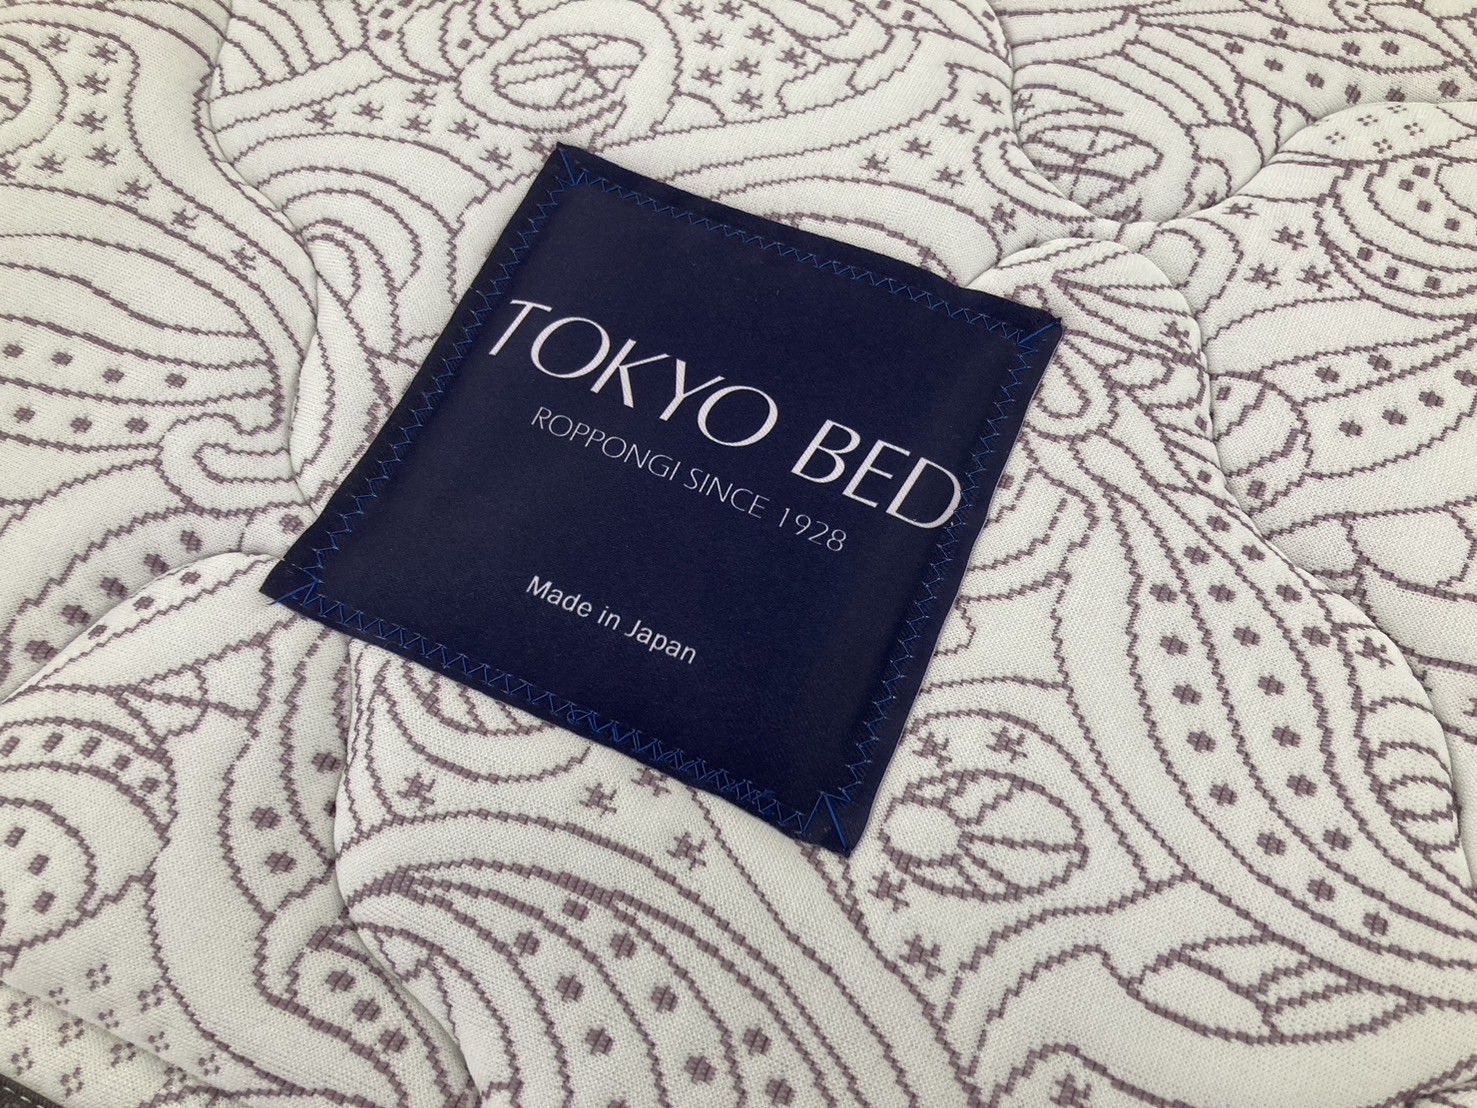 TOKYO BED
ROPPONGI SINCE 1928
Made in Japan